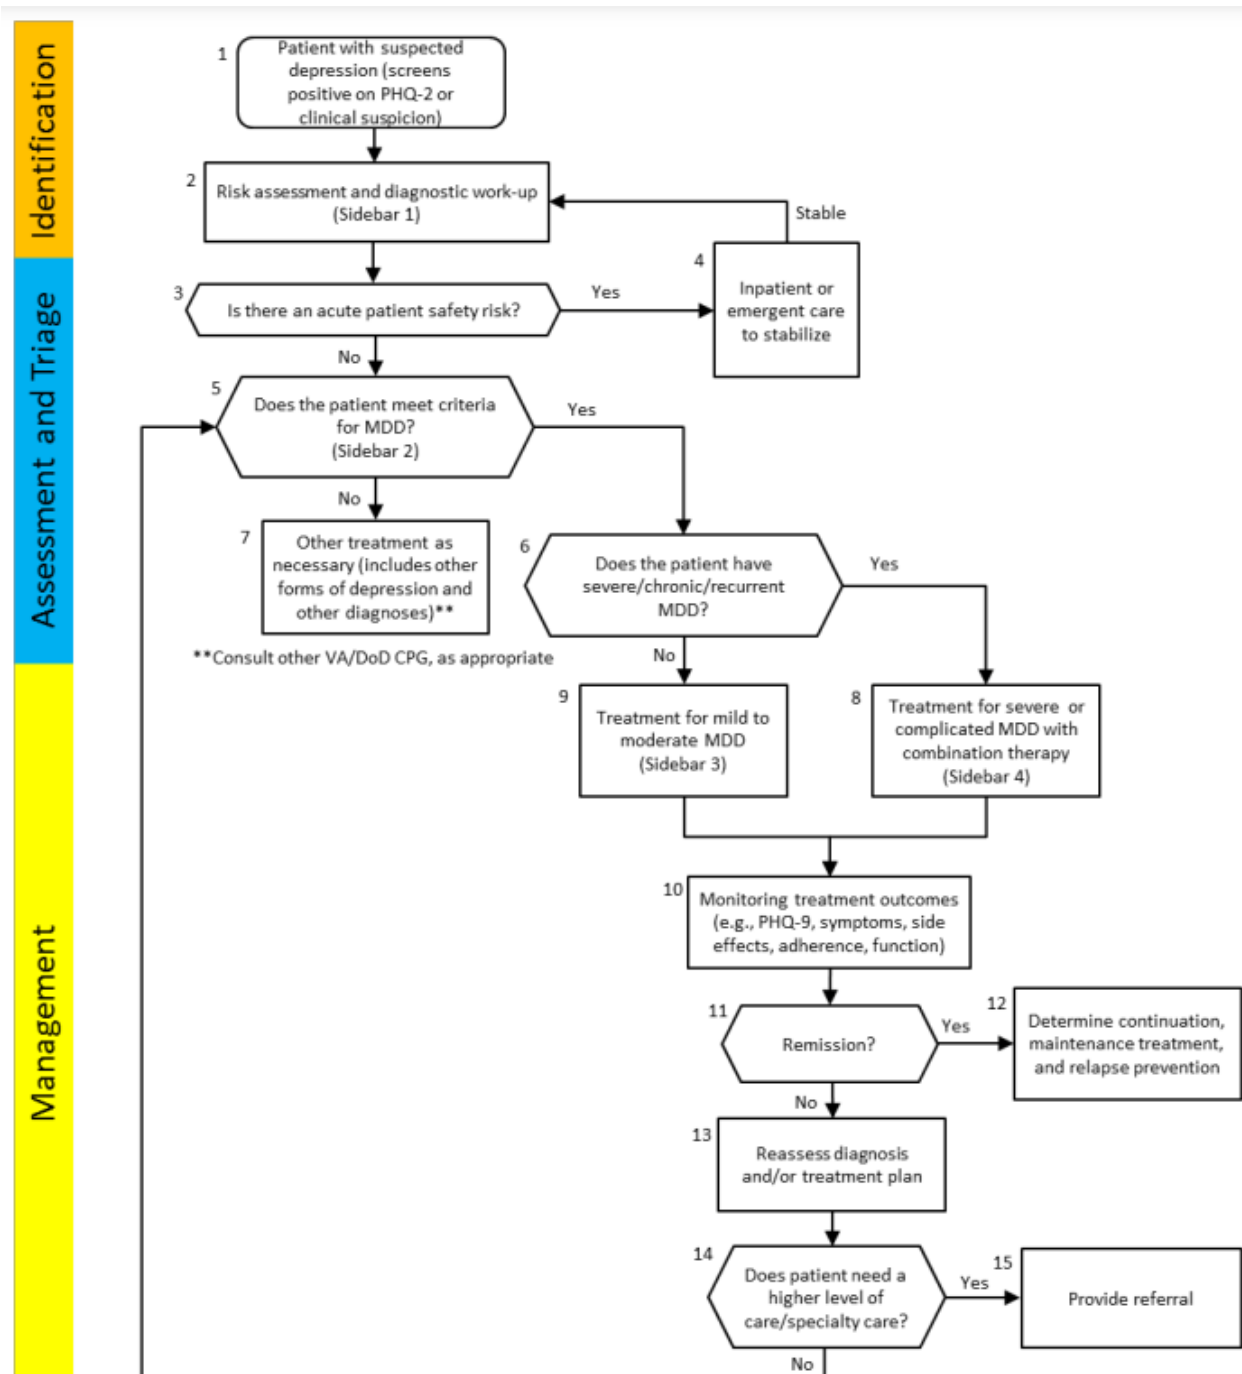 Identification
Assessment and Triage
Management
1
Patient with suspected
depression (screens
positive on PHQ-2 or
clinical suspicion)
2
Risk assessment and diagnostic work-up
(Sidebar 1)
Stable
3
Is there an acute patient safety risk?
Yes
4
Inpatient or
emergent care
to stabilize
No
5
Does the patient meet criteria
for MDD?
(Sidebar 2)
Yes
No
7
Other treatment as
necessary (includes other
forms of depression and
other diagnoses)**
**Consult other VA/DoD CPG, as appropriate
6
Does the patient have
severe/chronic/recurrent
MDD?
Yes
No
9
Treatment for mild to
moderate MDD
(Sidebar 3)
8
Treatment for severe or
complicated MDD with
combination therapy
(Sidebar 4)
10
Monitoring treatment outcomes
(e.g., PHQ-9, symptoms, side
effects, adherence, function)
11
Remission?
Yes
12
Determine continuation,
maintenance treatment,
and relapse prevention
No
13
Reassess diagnosis
and/or treatment plan
14
Does patient need a
higher level of
care/specialty care?
Yes
15
Provide referral
No